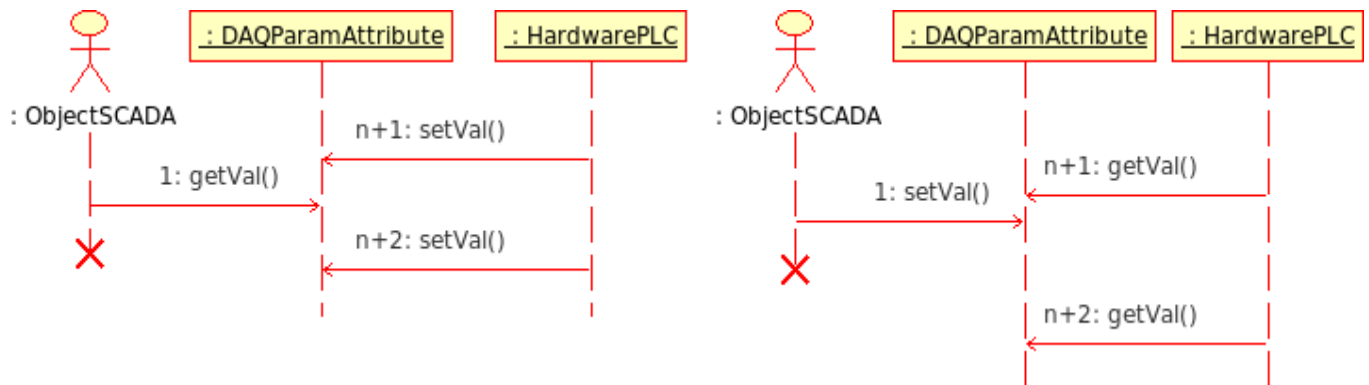 : DAQParamAttribute
: HardwarePLC
: ObjectSCADA
n+1: setVal()
1: getVal()
n+2: setVal()
: DAQParamAttribute
: HardwarePLC
: ObjectSCADA
n+1: getVal()
1: setVal()
n+2: getVal()